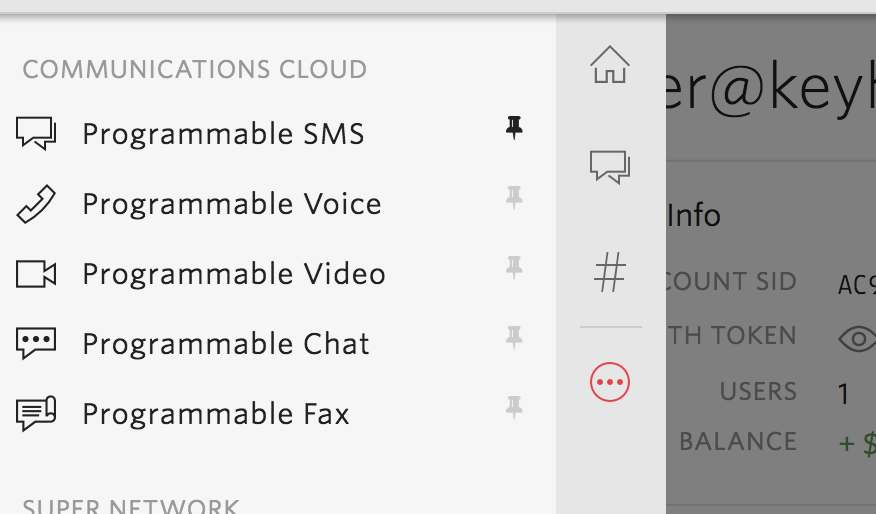 COMMUNICATIONS CLOUD
Programmable SMS
Programmable Voice
Programmable Video
Programmable Chat
Programmable Fax
SUPER NETWORK
#
er@key
Info
COUNT SID AC9
TH TOKEN
USERS 1
BALANCE + $